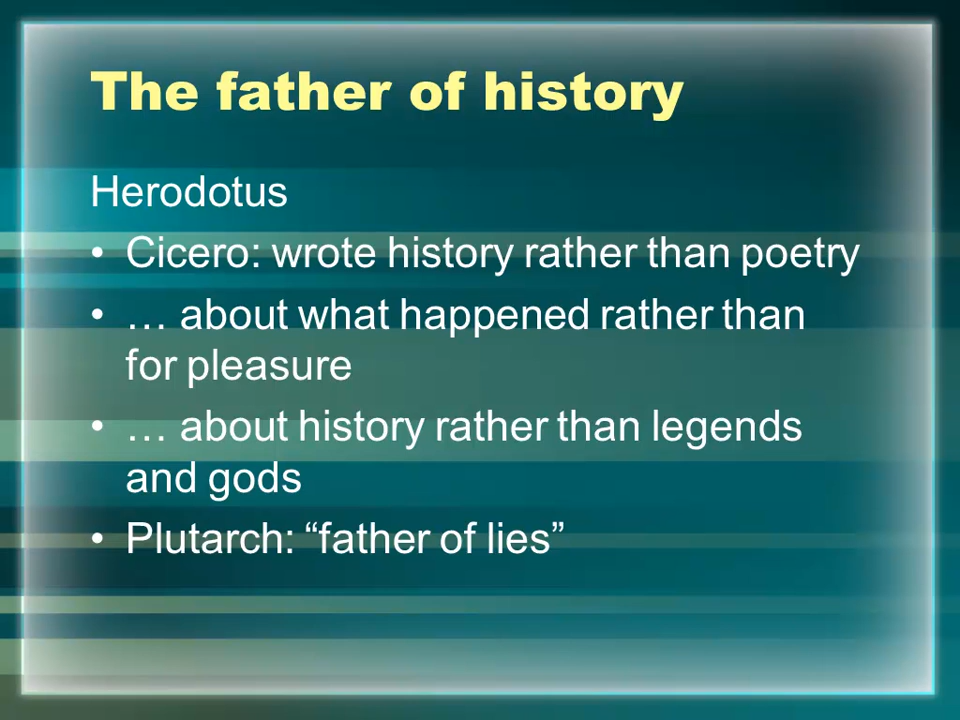 The father of history
Herodotus
• Cicero: wrote history rather than poetry
• … about what happened rather than
for pleasure
• … about history rather than legends
and gods
• Plutarch: “father of lies”